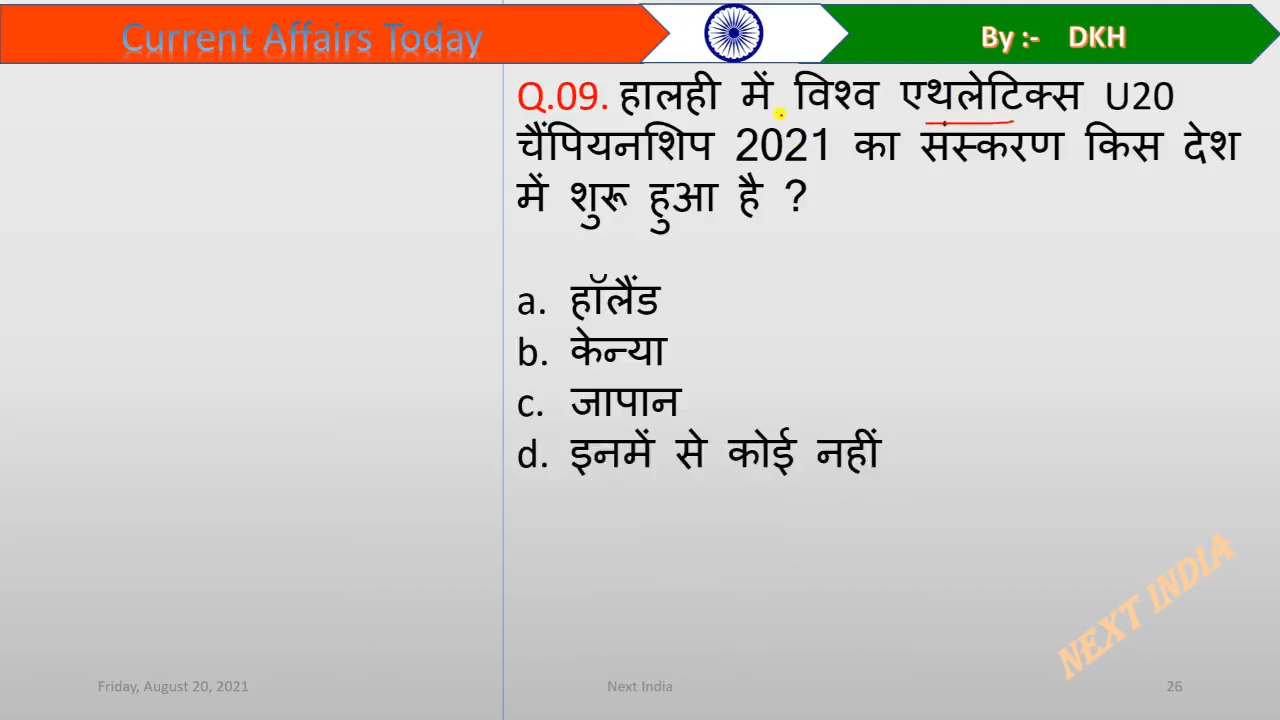 Current Affairs Today
By :- DKH
Q.09. हालही में विश्व एथलेटिक्स U20
चैंपियनशिप 2021 का संस्करण किस देश
में शुरू हुआ है ?
a. हॉलैंड
b. केन्या
c. जापान
d. इनमें से कोई नहीं
NEXT INDIA
Friday, August 20, 2021
Next India
26